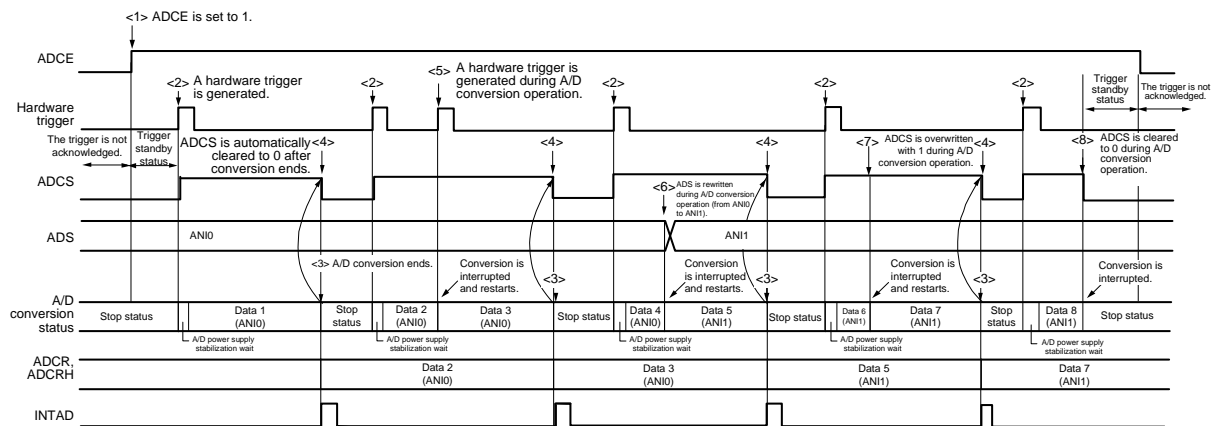 <1> ADCE is set to 1.
ADCE
<2> A hardware trigger
is generated.
<2>
<5> A hardware trigger is
generated during A/D
conversion operation.
<2>
<2>
<2>
Trigger
standby
status
The trigger is not
acknowledged.
Hardware
trigger
The trigger is not
acknowledged.
Trigger
standby
status
ADCS is automatically
cleared to 0 after
conversion ends.
<4>
<4>
<4>
<7> ADCS is overwritten
with 1 during A/D
conversion operation.
<4>
<8> ADCS is cleared
to 0 during A/D
conversion
operation.
ADCS
<6> ADS is rewritten
during A/D conversion
operation (from ANI0
to ANI1).
ADS
ANI0
ANI1
<3> A/D conversion ends.
Conversion is
interrupted
and restarts.
<3>
Conversion
is interrupted
and restarts.
<3>
Conversion is
interrupted
and restarts.
<3>
Conversion is
interrupted.
A/D
conversion
status
Stop status
Data 1
(ANI0)
Stop
status
Data 2
(ANI0)
Data 3
(ANI0)
Stop status
Data 4
(ANI0)
Data 5
(ANI1)
Stop status
Data 6
(ANI1)
Data 7
(ANI1)
Stop
status
Data 8
(ANI1)
Stop status
A/D power supply
stabilization wait
A/D power supply
stabilization wait
A/D power supply
stabilization wait
A/D power supply
stabilization wait
A/D power supply
stabilization wait
ADCR,
ADCRH
Data 2
(ANI0)
Data 3
(ANI0)
Data 5
(ANI1)
Data 7
(ANI1)
INTAD